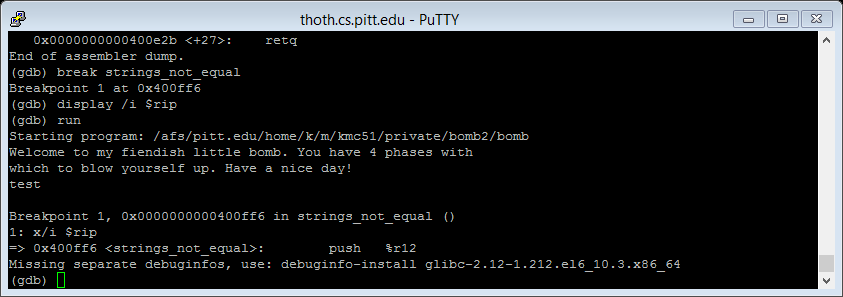 thoth.cs.pitt.edu - PuTTY
0x0000000000400e2b <+27>: retq
End of assembler dump.
(gdb) break strings_not_equal
Breakpoint 1 at 0x400ff6
(gdb) display /i $rip
(gdb) run
Starting program: /afs/pitt.edu/home/k/m/kmc51/private/bomb2/bomb
Welcome to my fiendish little bomb. You have 4 phases with
which to blow yourself up. Have a nice day!
test
Breakpoint 1, 0x0000000000400ff6 in strings_not_equal ()
1: x/i $rip
=> 0x400ff6 <strings_not_equal>: push %r12
Missing separate debuginfos, use: debuginfo-install glibc-2.12-1.212.el6_10.3.x86_64
(gdb)